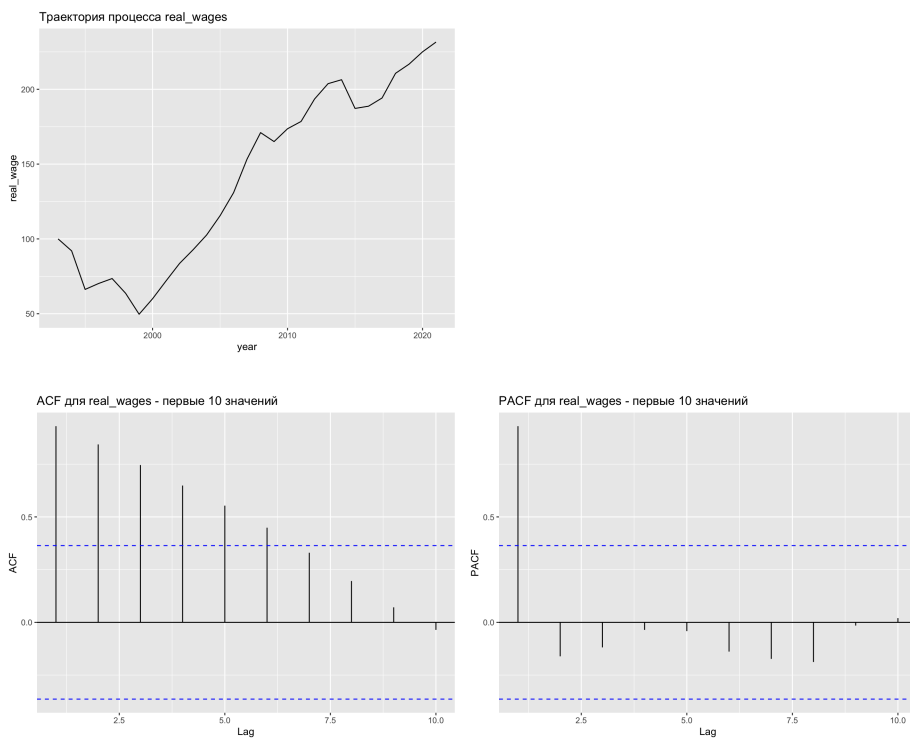 Траектория процесса real_wages
200
150
100
50
real_wage
2000
2010
2020
year
ACF для real_wages - первые 10 значений
0.5
0.0
ACF
2.5
5.0
7.5
10.0
Lag
PACF для real_wages - первые 10 значений
0.5
0.0
PACF
2.5
5.0
7.5
10.0
Lag